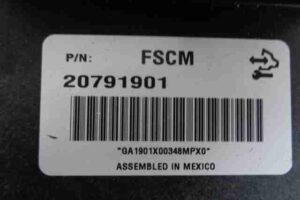 P/N: FSCM
20791901
"GA1901X00348MPX0"
ASSEMBLED IN MEXICO